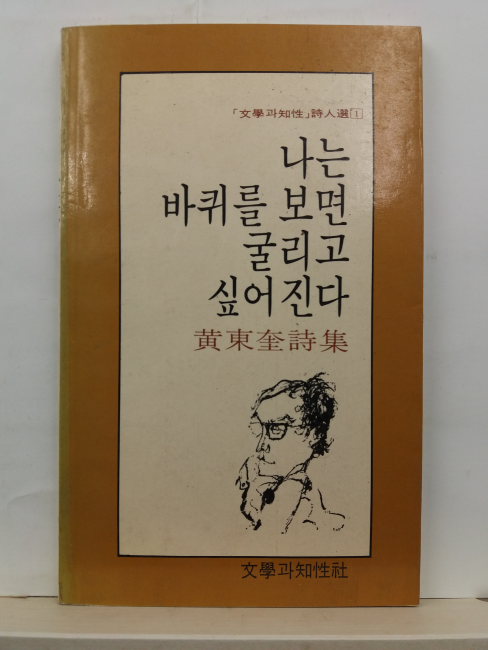 「文學과知性」詩人選 1
나는
바퀴를 보면
굴리고
싶어진다
黃東奎詩集
文學과知性社